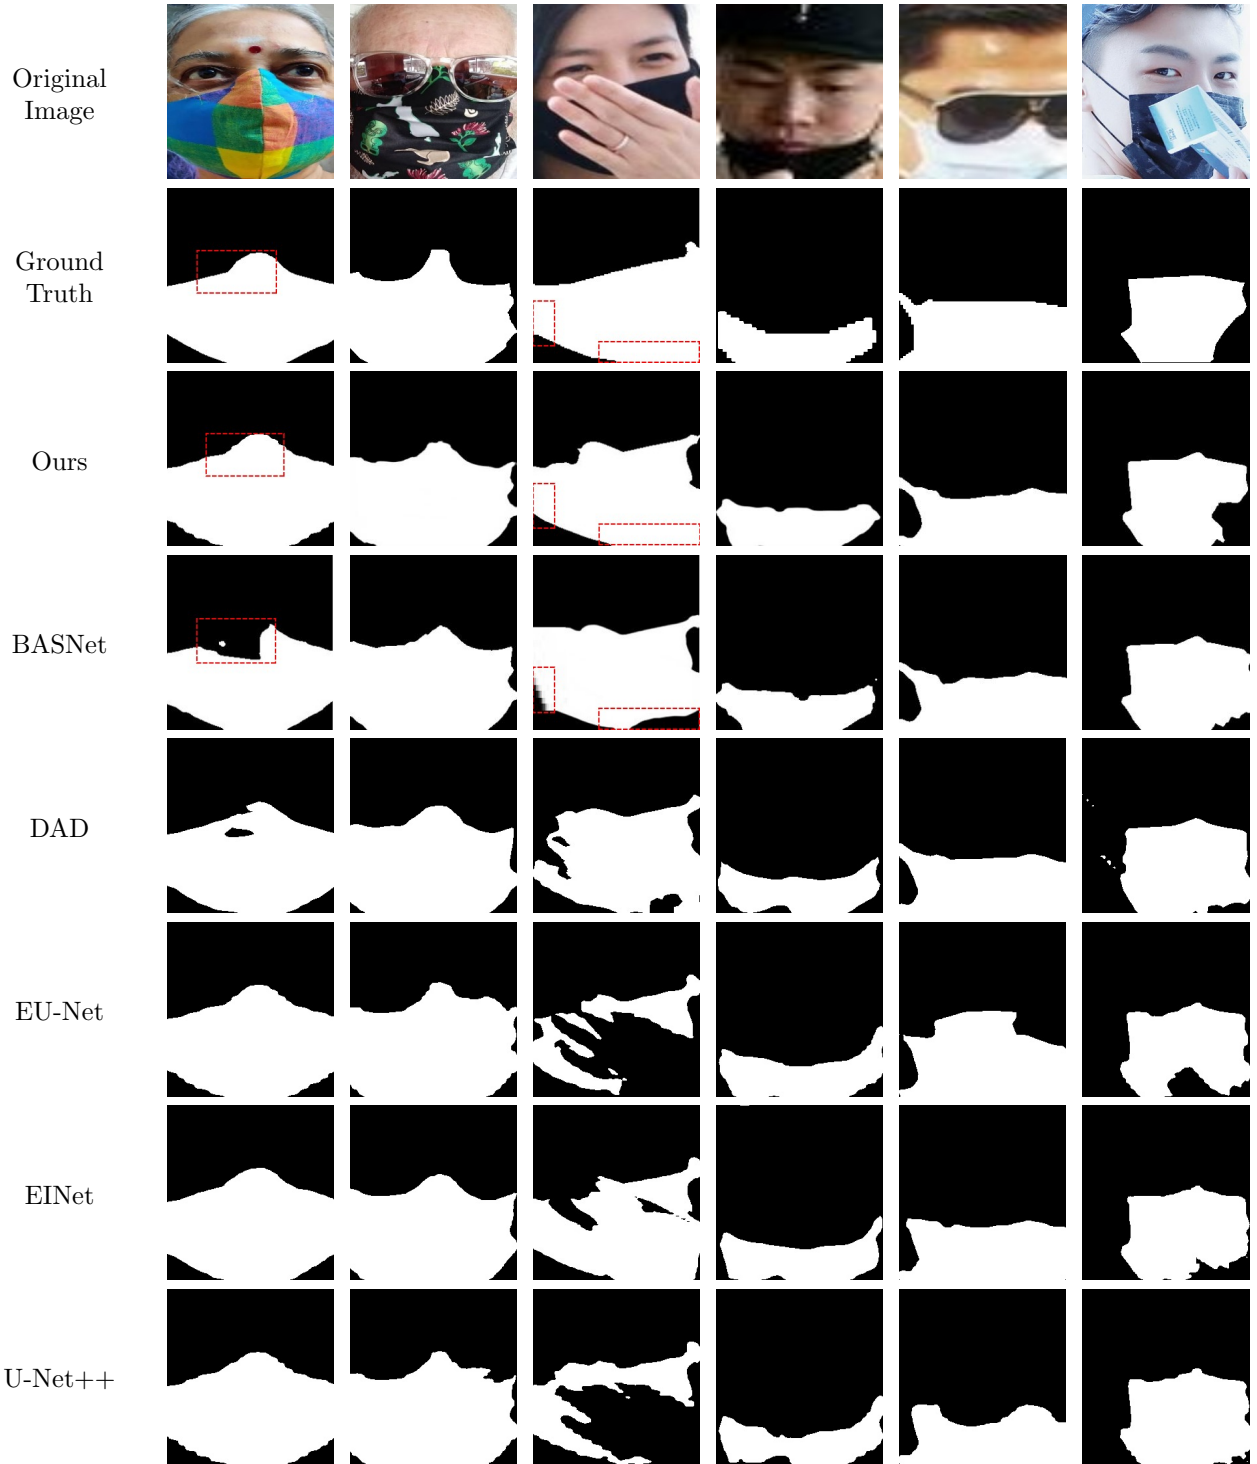 Original
Image
Ground
Truth
Ours
BASNet
DAD
EU-Net
EINet
U-Net++